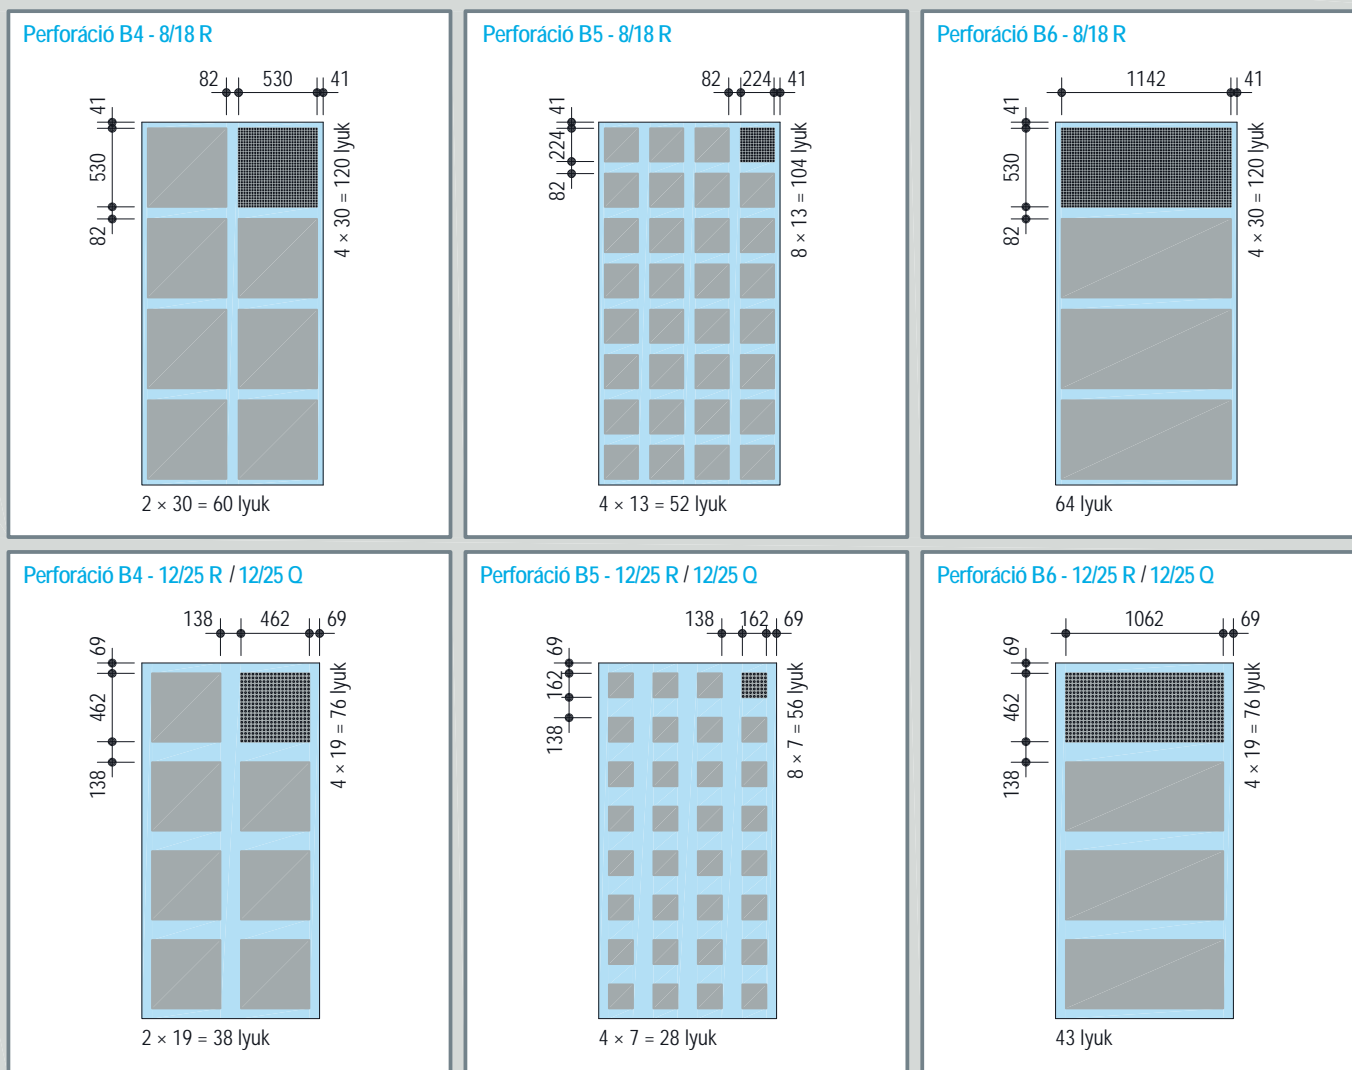 Perforáció B4 - 8/18 R
82 530 41
41
530
82
4 × 30 = 120 lyuk
2 × 30 = 60 lyuk
Perforáció B5 - 8/18 R
82 224 41
41
224
82
8 × 13 = 104 lyuk
4 × 13 = 52 lyuk
Perforáció B6 - 8/18 R
1142 41
41
530
82
4 × 30 = 120 lyuk
64 lyuk
Perforáció B4 - 12/25 R / 12/25 Q
138 462 69
69
462
138
4 × 19 = 76 lyuk
2 × 19 = 38 lyuk
Perforáció B5 - 12/25 R / 12/25 Q
138 162 69
69
162
138
8 × 7 = 56 lyuk
4 × 7 = 28 lyuk
Perforáció B6 - 12/25 R / 12/25 Q
1062 69
69
462
138
4 × 19 = 76 lyuk
43 lyuk